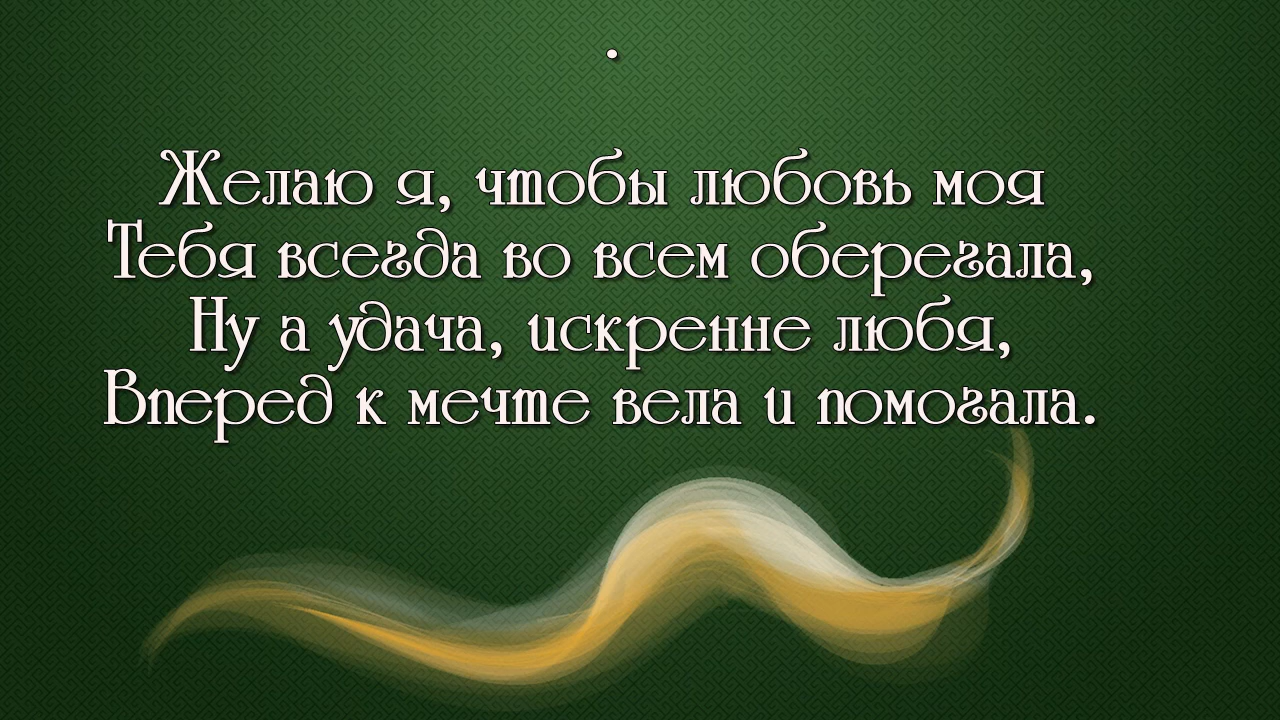 .
Желаю я, чтобы любовь моя
Тебя всегда во всем оберегала,
Ну а удача, искренне любя,
Вперед к мечте вела и помогала.